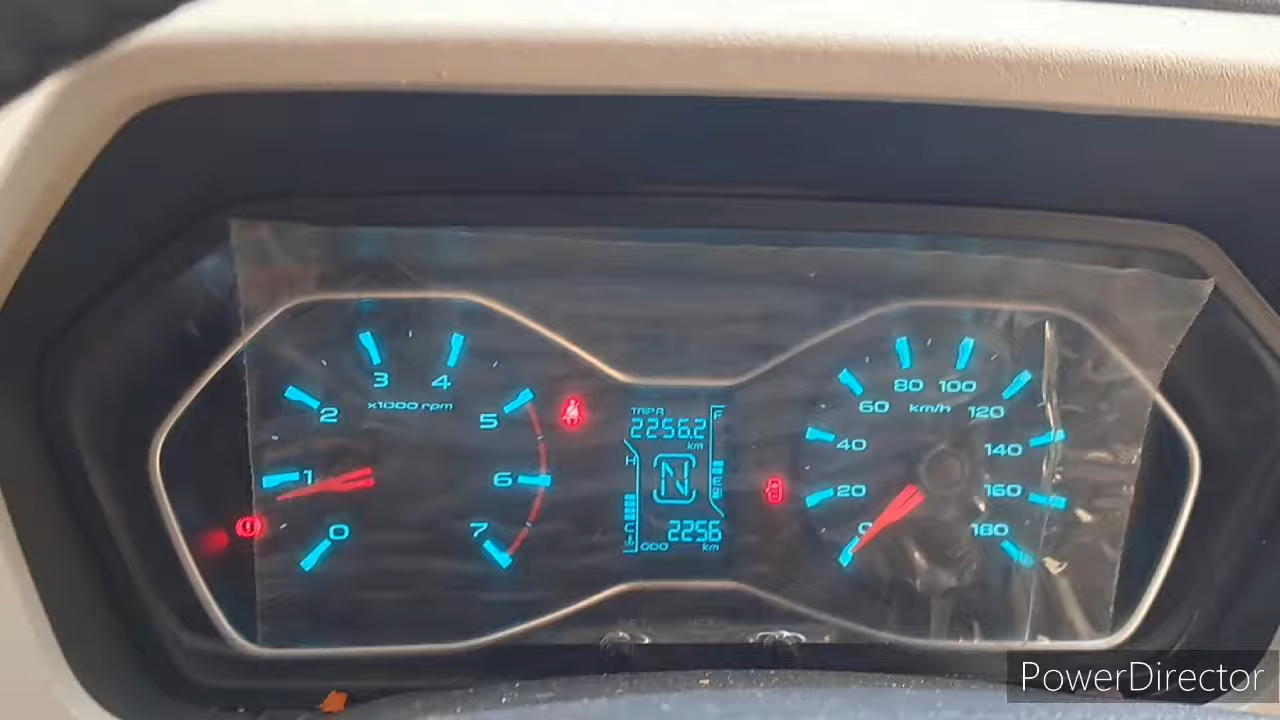 0
1
2
3
4
5
6
7
x1000 rpm
TRIP A
2256.2
km
H
F
N
E
C
ODO 2256
km
0
20
40
60
80
100
120
140
160
180
km/h
PowerDirector